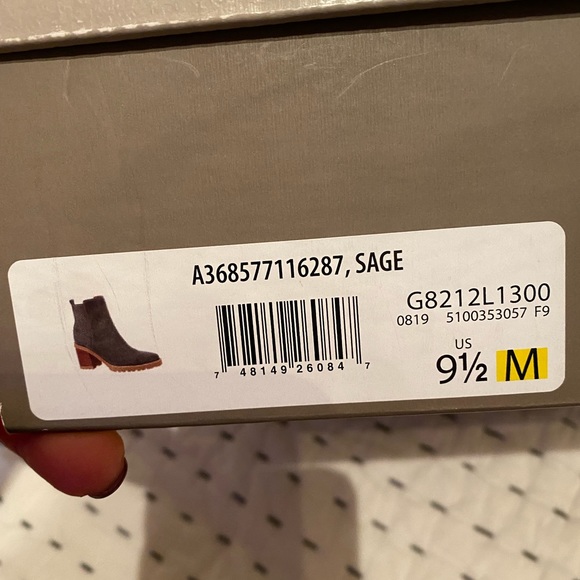 A368577116287, SAGE
G8212L1300
0819 5100353057 F9
US
9½ M
7 48149 26084 7